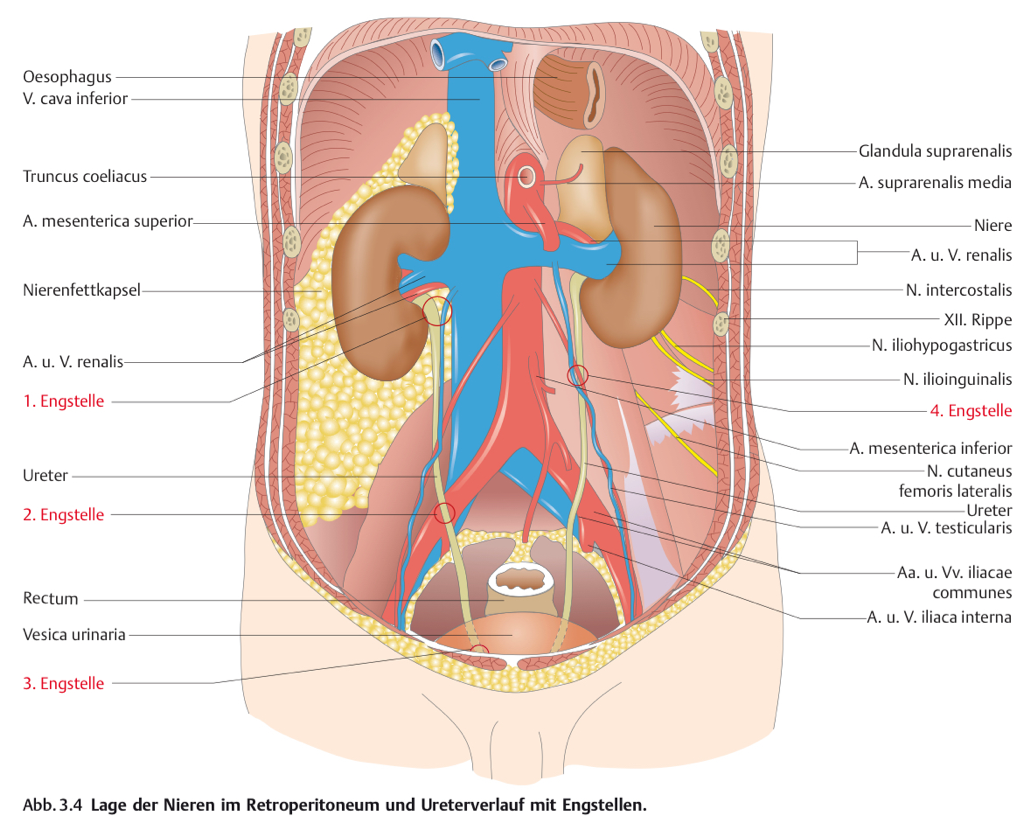 Oesophagus
V. cava inferior
Truncus coeliacus
A. mesenterica superior
Nierenfettkapsel
A. u. V. renalis
1. Engstelle
Ureter
2. Engstelle
Rectum
Vesica urinaria
3. Engstelle
Glandula suprarenalis
A. suprarenalis media
Niere
A. u. V. renalis
N. intercostalis
XII. Rippe
N. iliohypogastricus
N. ilioinguinalis
4. Engstelle
A. mesenterica inferior
N. cutaneus
femoris lateralis
Ureter
A. u. V. testicularis
Aa. u. Vv. iliacae
communes
A. u. V. iliaca interna
Abb. 3.4 Lage der Nieren im Retroperitoneum und Ureterverlauf mit Engstellen.